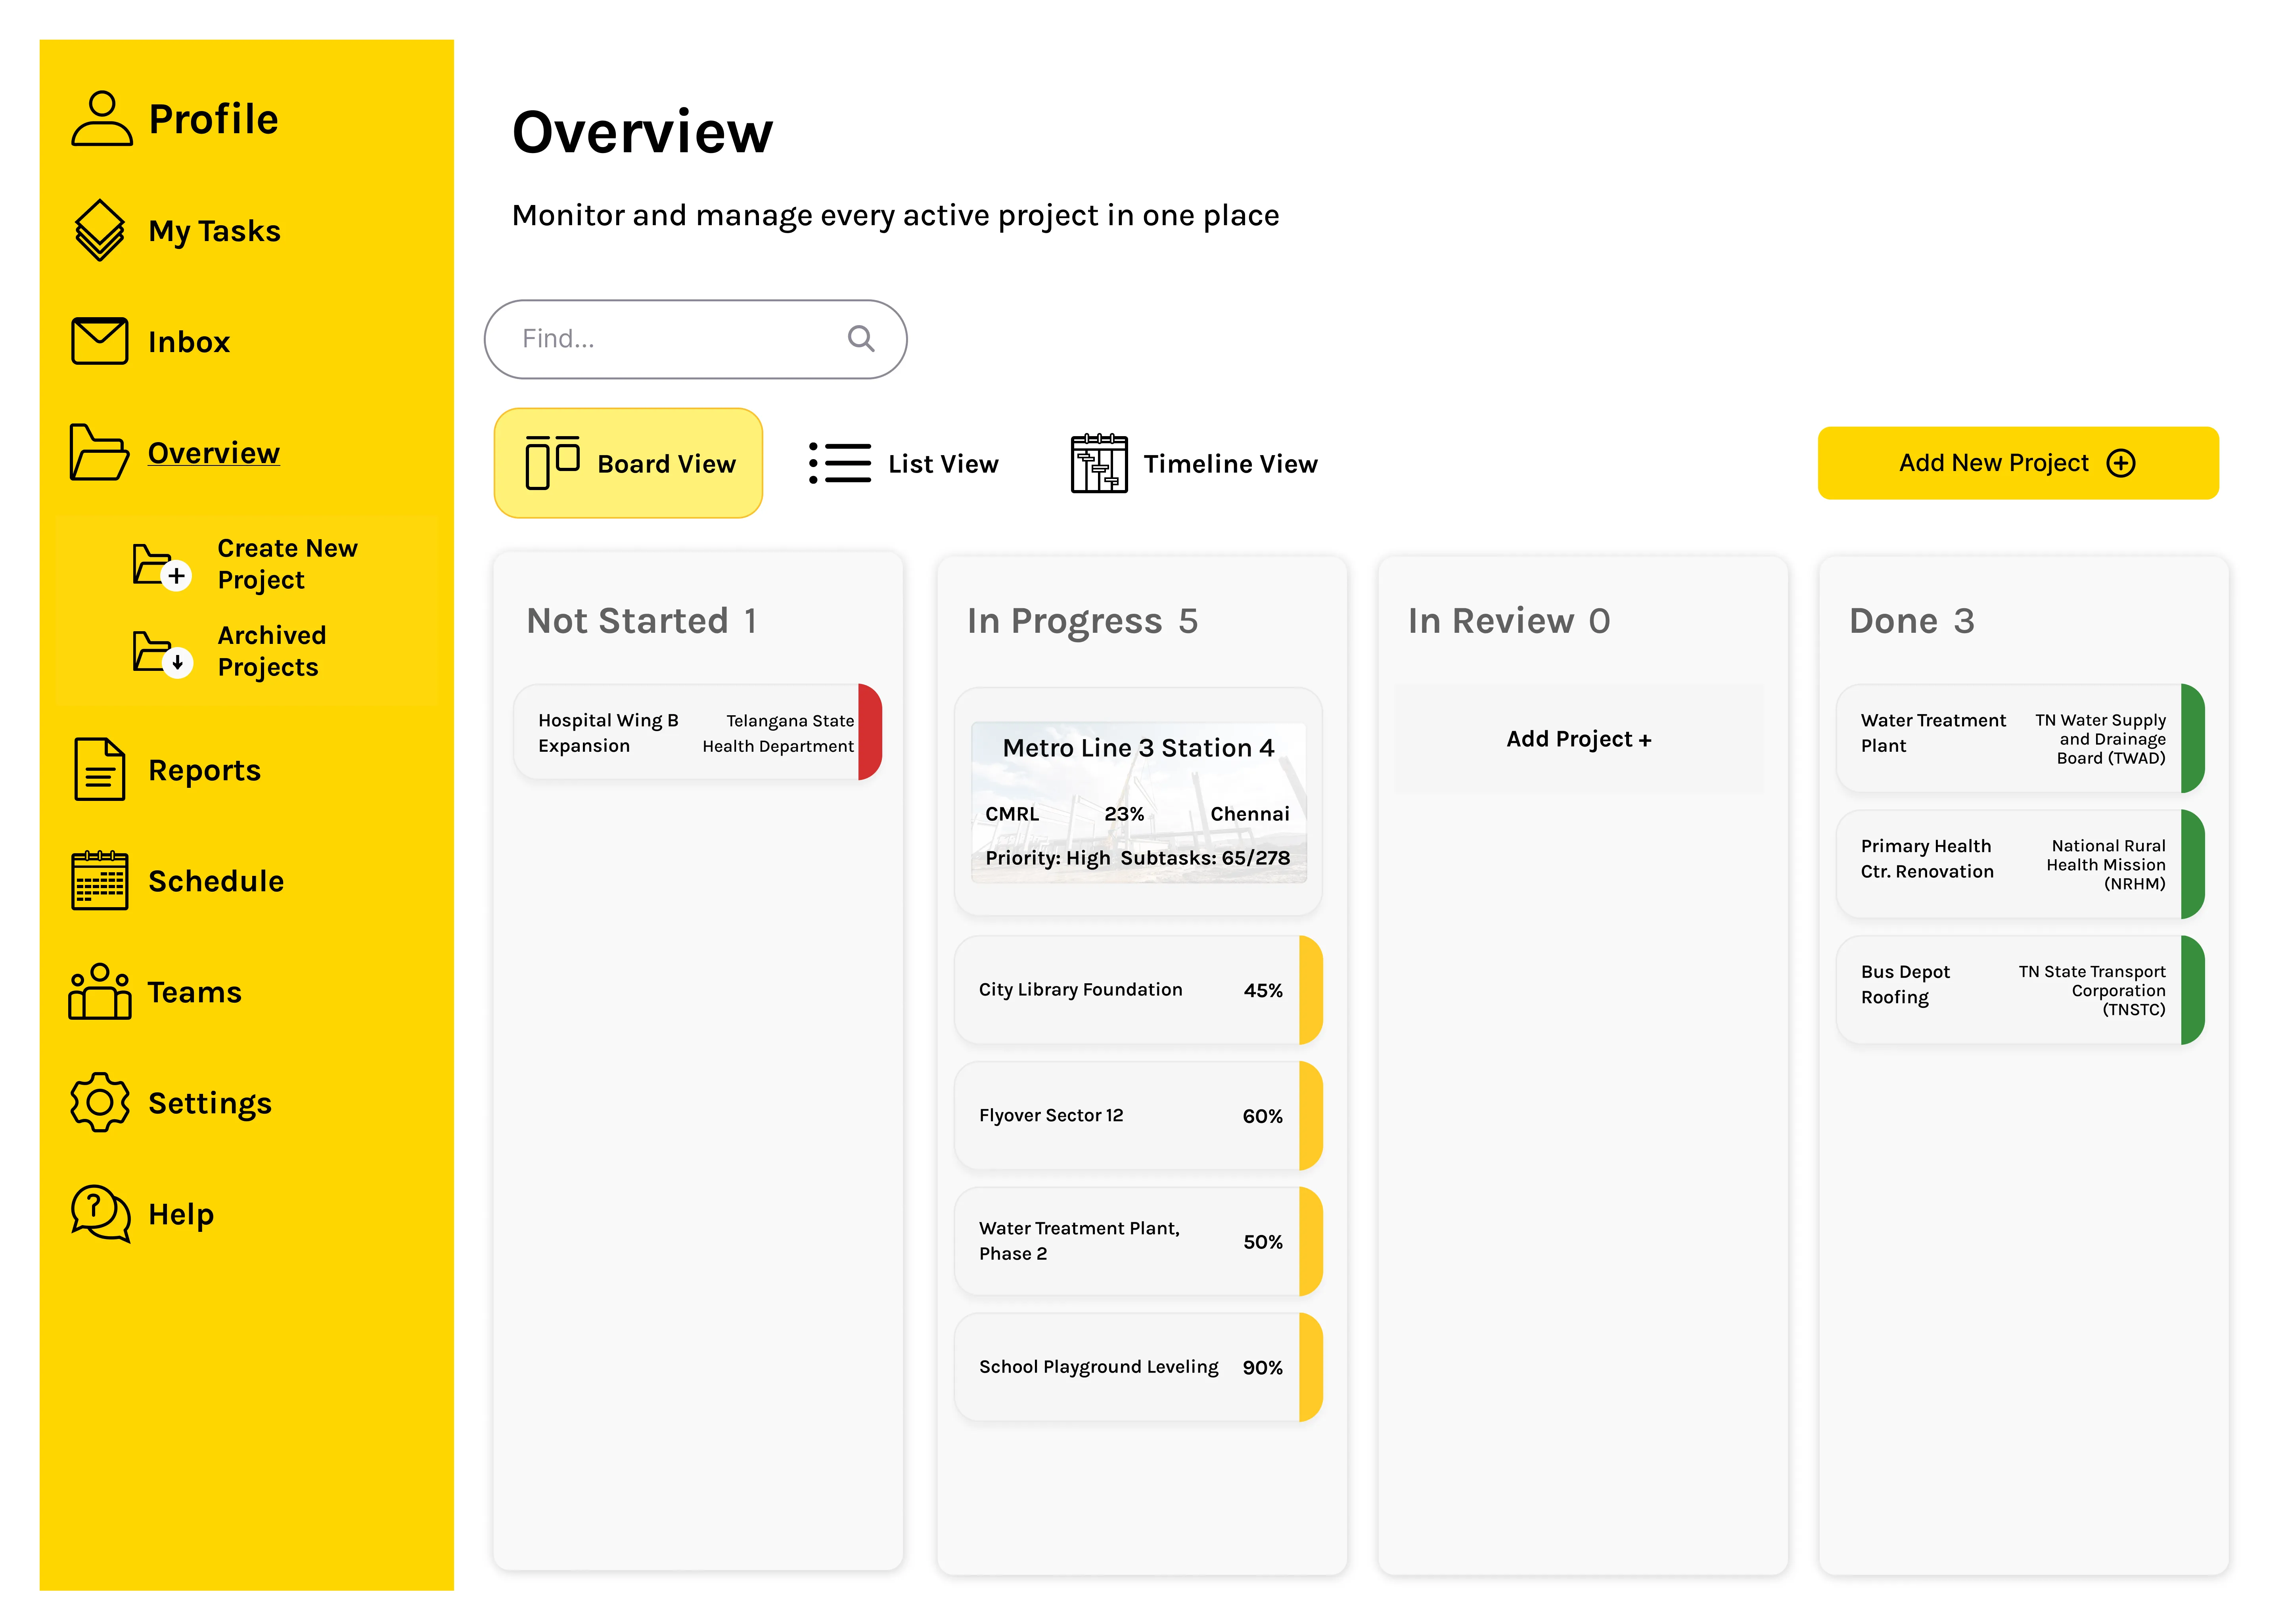 Profile
My Tasks
Inbox
Overview
Create New
Project
Archived
Projects
Reports
Schedule
Teams
Settings
Help
Overview
Monitor and manage every active project in one place
Find...
Board View
List View
Timeline View
Add New Project
Not Started 1
Hospital Wing B
Expansion
Telangana State
Health Department
In Progress 5
Metro Line 3 Station 4
CMRL 23% Chennai
Priority: High Subtasks: 65/278
City Library Foundation 45%
Flyover Sector 12 60%
Water Treatment Plant,
Phase 2
50%
School Playground Leveling 90%
In Review 0
Add Project +
Done 3
Water Treatment
Plant
TN Water Supply
and Drainage
Board (TWAD)
Primary Health
Ctr. Renovation
National Rural
Health Mission
(NRHM)
Bus Depot
Roofing
TN State Transport
Corporation
(TNSTC)